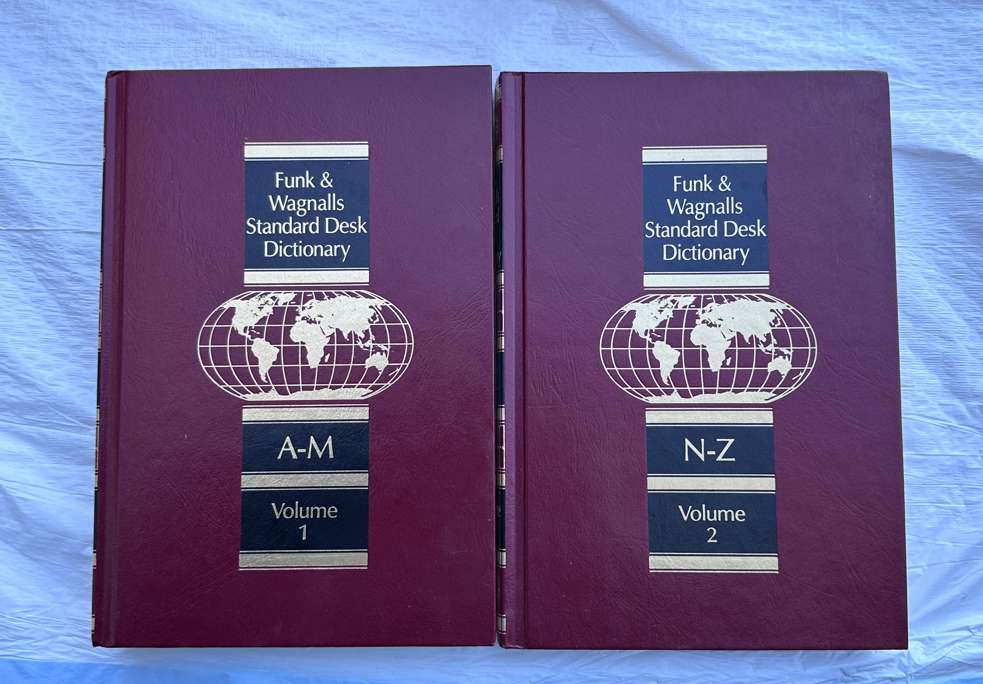 Funk &
Wagnalls
Standard Desk
Dictionary
A-M
Volume
1
Funk &
Wagnalls
Standard Desk
Dictionary
N-Z
Volume
2